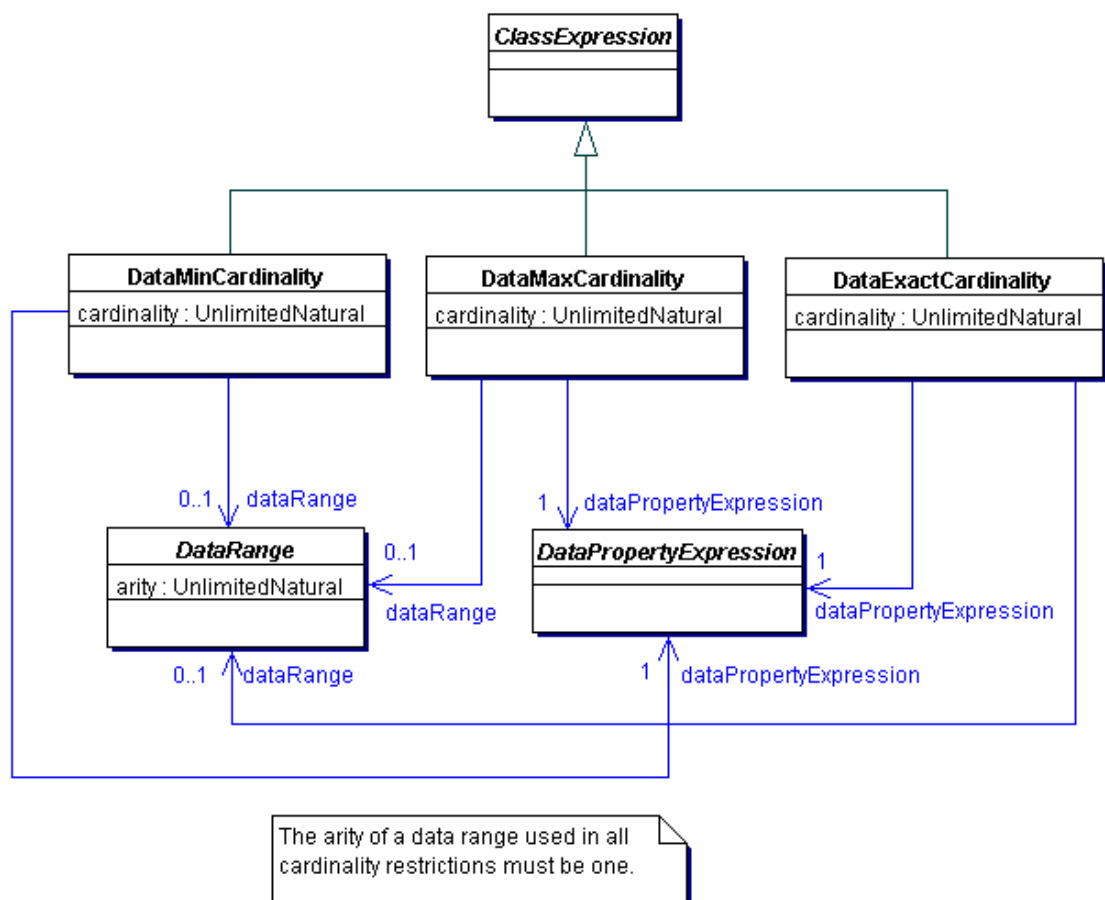 ClassExpression
DataMinCardinality
cardinality : UnlimitedNatural
DataMaxCardinality
cardinality : UnlimitedNatural
DataExactCardinality
cardinality : UnlimitedNatural
0..1 dataRange
1 dataPropertyExpression
DataRange
arity : UnlimitedNatural
0..1
dataRange
DataPropertyExpression
1
dataPropertyExpression
0..1 dataRange
1 dataPropertyExpression
The arity of a data range used in all
cardinality restrictions must be one.